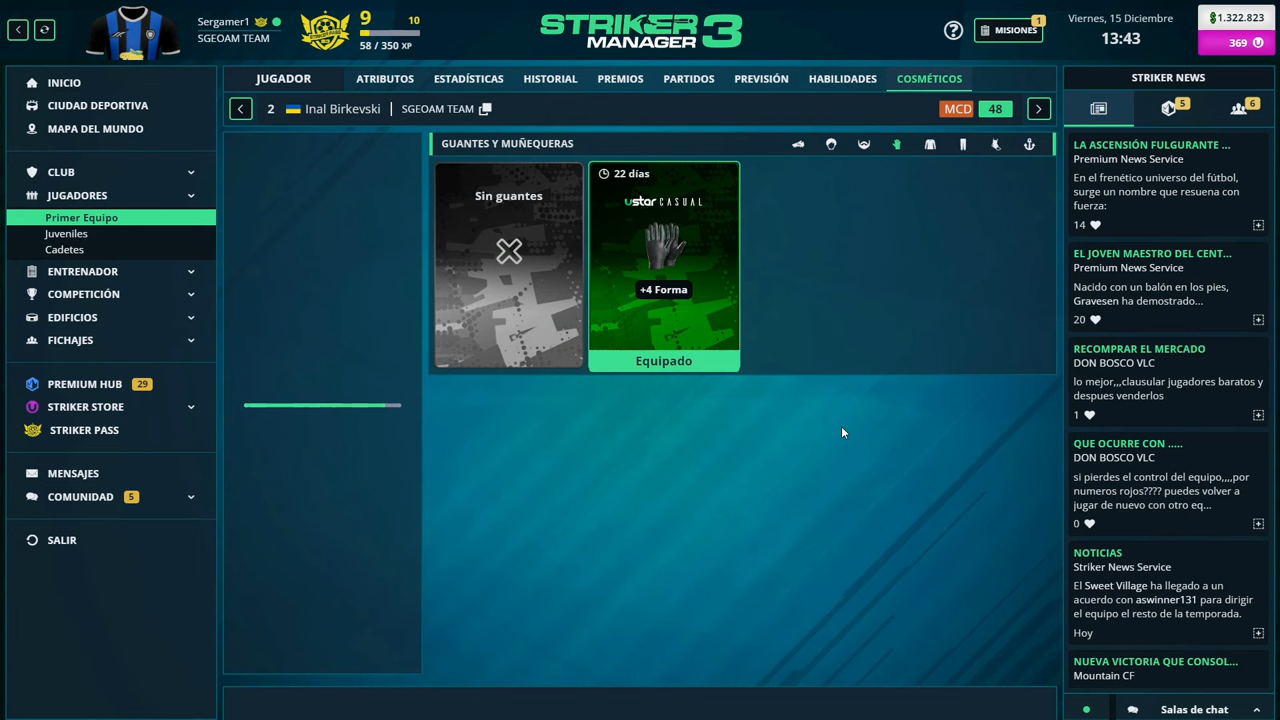 Sergamer1
SGEOAM TEAM
STRIKER PASS
9
10
58 / 350 XP
STRIKER
MANAGER 3
MISIONES
1
Viernes, 15 Diciembre
13:43
$1.322.823
369
INICIO
CIUDAD DEPORTIVA
MAPA DEL MUNDO
CLUB
JUGADORES
Primer Equipo
Juveniles
Cadetes
ENTRENADOR
COMPETICIÓN
EDIFICIOS
FICHAJES
PREMIUM HUB 29
STRIKER STORE
STRIKER PASS
MENSAJES
COMUNIDAD 5
SALIR
JUGADOR ATRIBUTOS ESTADÍSTICAS HISTORIAL PREMIOS PARTIDOS PREVISIÓN HABILIDADES COSMÉTICOS
2 Inal Birkevski SGEOAM TEAM MCD 48
GUANTES Y MUÑEQUERAS
Sin guantes
22 días
ustar CASUAL
+4 Forma
Equipado
STRIKER NEWS
5
6
LA ASCENSIÓN FULGURANTE ...
Premium News Service
En el frenético universo del fútbol,
surge un nombre que resuena con
fuerza:
14
EL JOVEN MAESTRO DEL CENT...
Premium News Service
Nacido con un balón en los pies,
Gravesen ha demostrado...
20
RECOMPRAR EL MERCADO
DON BOSCO VLC
lo mejor,,,clausular jugadores baratos y
despues venderlos
1
QUE OCURRE CON .....
DON BOSCO VLC
si pierdes el control del equipo,,,,por
numeros rojos???? puedes volver a
jugar de nuevo con otro eq...
0
NOTICIAS
Striker News Service
El Sweet Village ha llegado a un
acuerdo con aswinner131 para dirigir
el equipo el resto de la temporada.
Hoy
NUEVA VICTORIA QUE CONSOL...
Mountain CF
Salas de chat